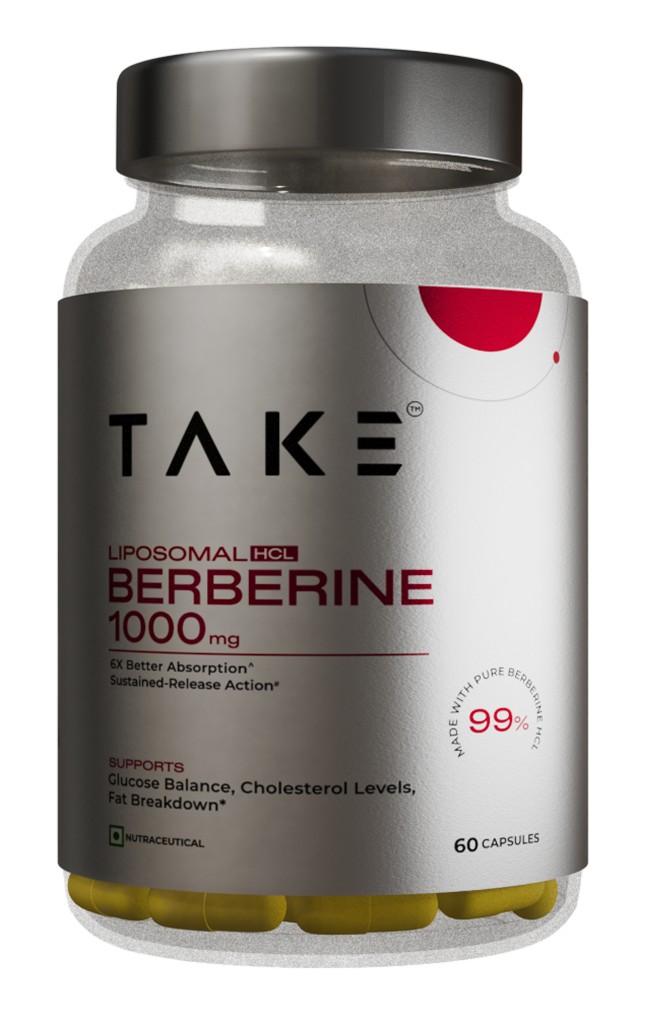 TAKE™
LIPOSOMAL HCL
BERBERINE
1000mg
6X Better Absorption^
Sustained-Release Action#
MADE WITH PURE BERBERINE HCL
99%
SUPPORTS
Glucose Balance, Cholesterol Levels,
Fat Breakdown*
NUTRACEUTICAL
60 CAPSULES